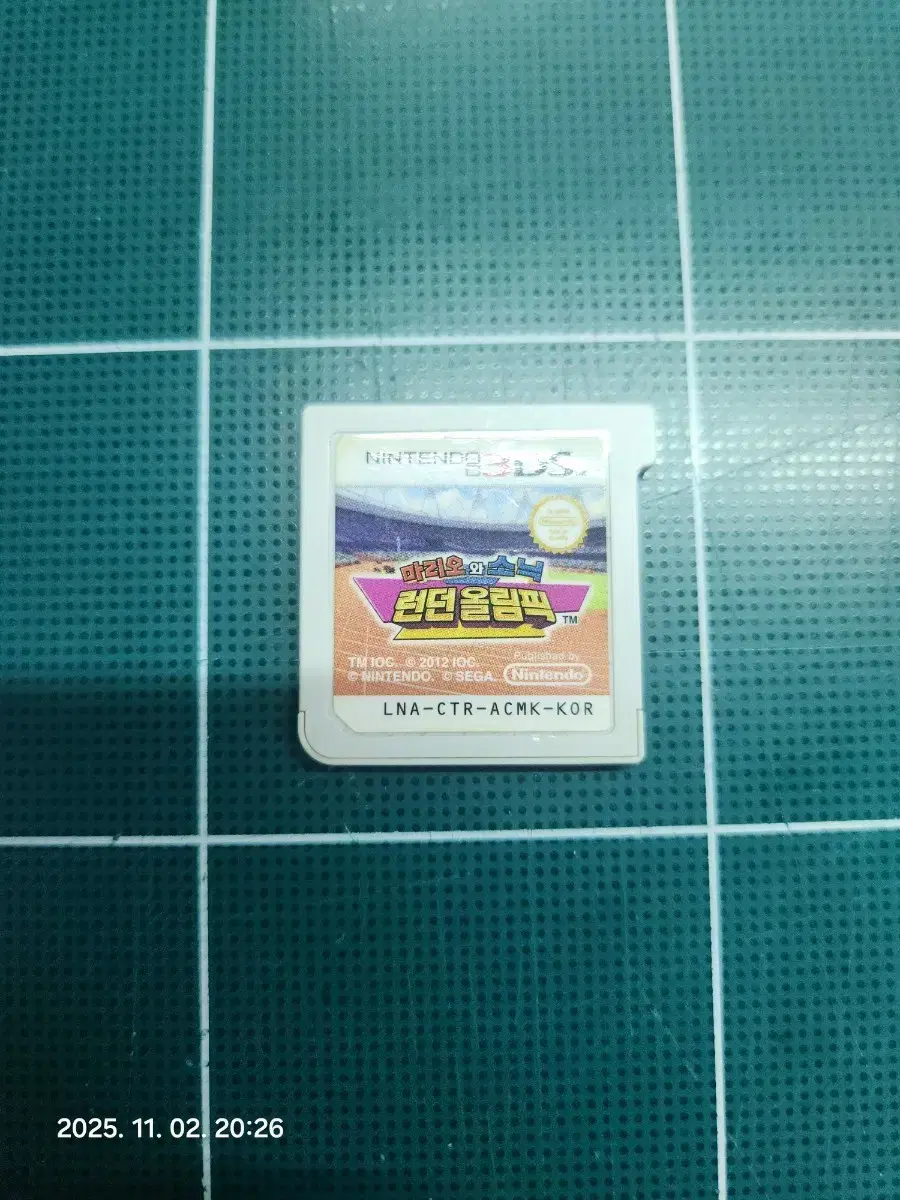 NINTENDO 3DS
마리오와 소닉
런던 올림픽 TM
TM IOC. © 2012 IOC.
© NINTENDO. © SEGA.
Published by
Nintendo
LNA-CTR-ACMK-KOR
2025. 11. 02. 20:26